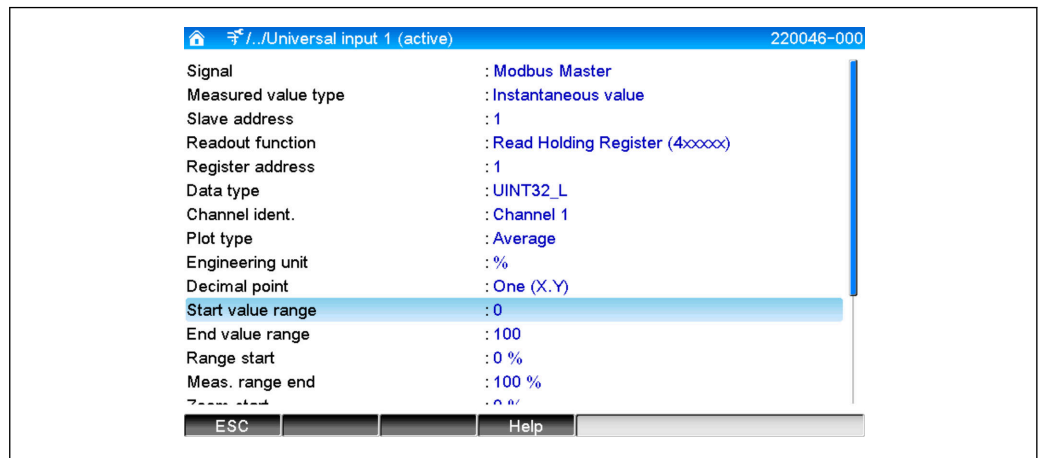 /../Universal input 1 (active) 220046-000
Signal : Modbus Master
Measured value type : Instantaneous value
Slave address : 1
Readout function : Read Holding Register (4xxxxx)
Register address : 1
Data type : UINT32_L
Channel ident. : Channel 1
Plot type : Average
Engineering unit : %
Decimal point : One (X.Y)
Start value range : 0
End value range : 100
Range start : 0 %
Meas. range end : 100 %
Zoom start : 0 %
ESC Help